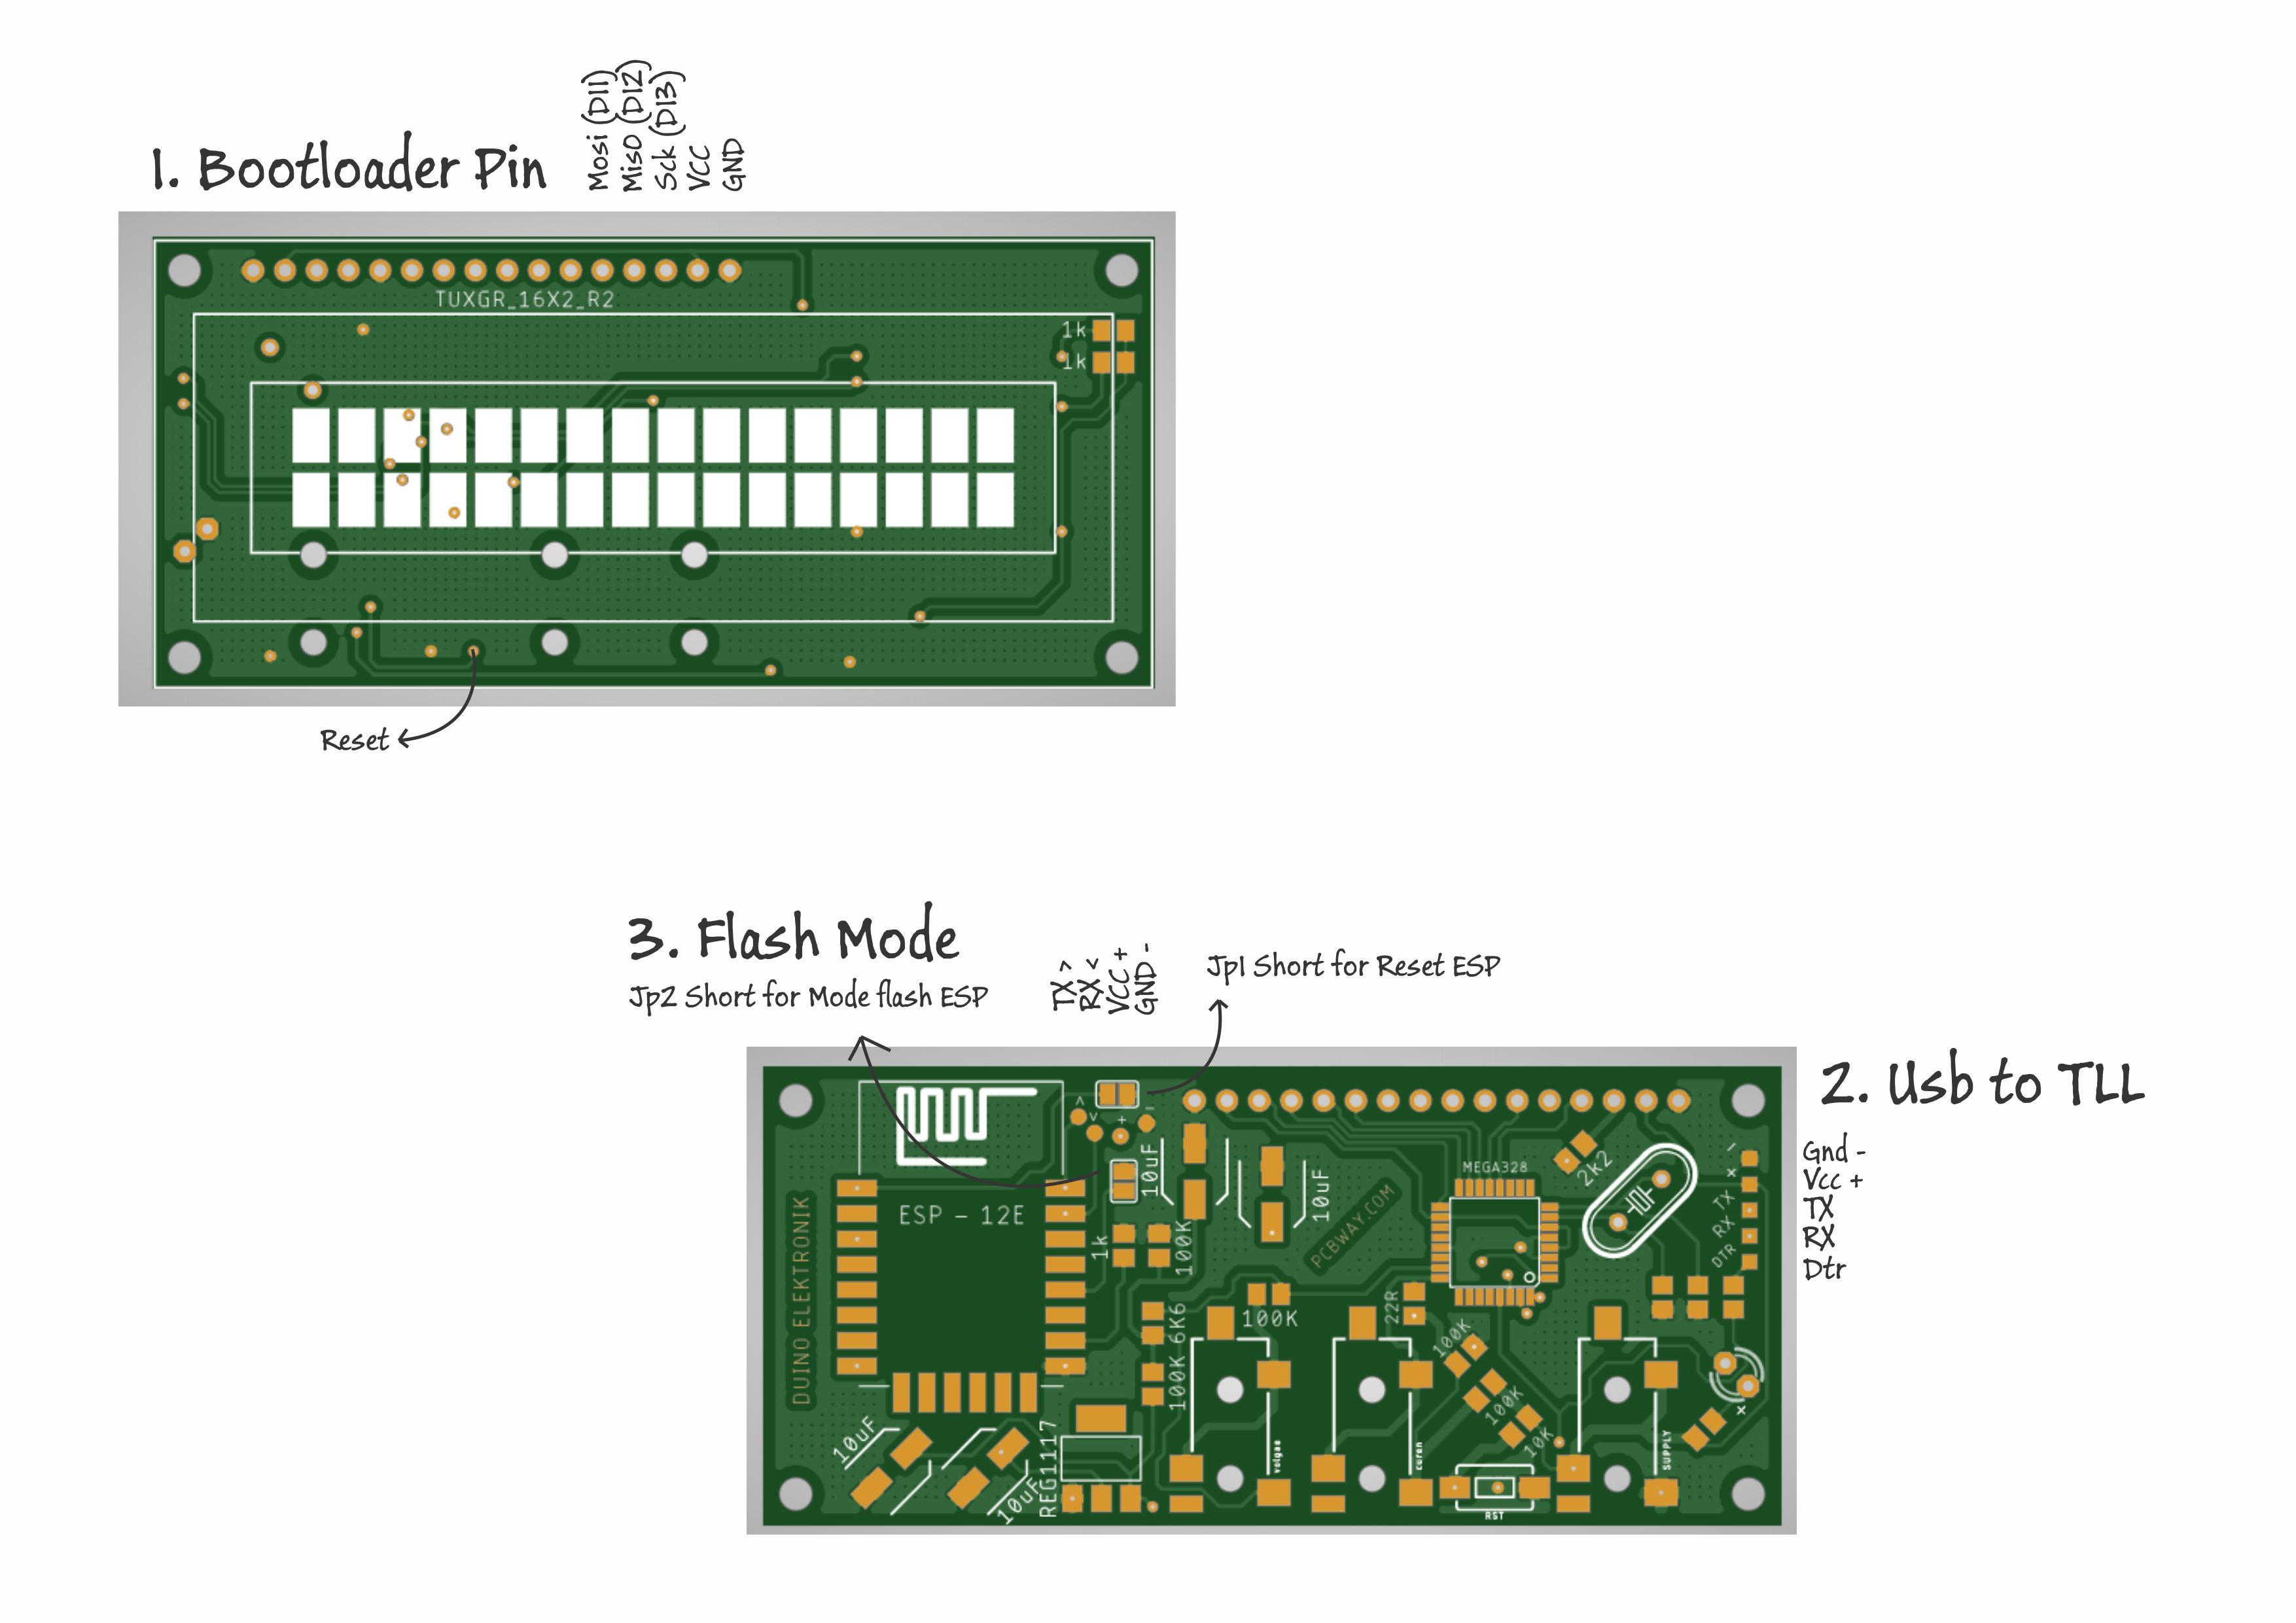 1. Bootloader Pin
Mosi (D11)
Miso (D12)
Sck (D13)
VCC
GND
TUXGR_16X2_R2
1k
1k
Reset
3. Flash Mode
Jp2 Short for Mode flash ESP
TX >
RX <
VCC +
GND -
Jp1 Short for Reset ESP
2. Usb to TLL
Gnd -
Vcc +
TX
RX
Dtr
ESP - 12E
DUINO ELEKTRONIK
10uF
10uF
REG1117
10uF
10uF
1k
100K
6K6
100K
100K
PCBWAY.COM
MEGA328
2k2
22R
100K
100K
10K
volgas
curen
SUPPLY
RST
TX
RX
DTR